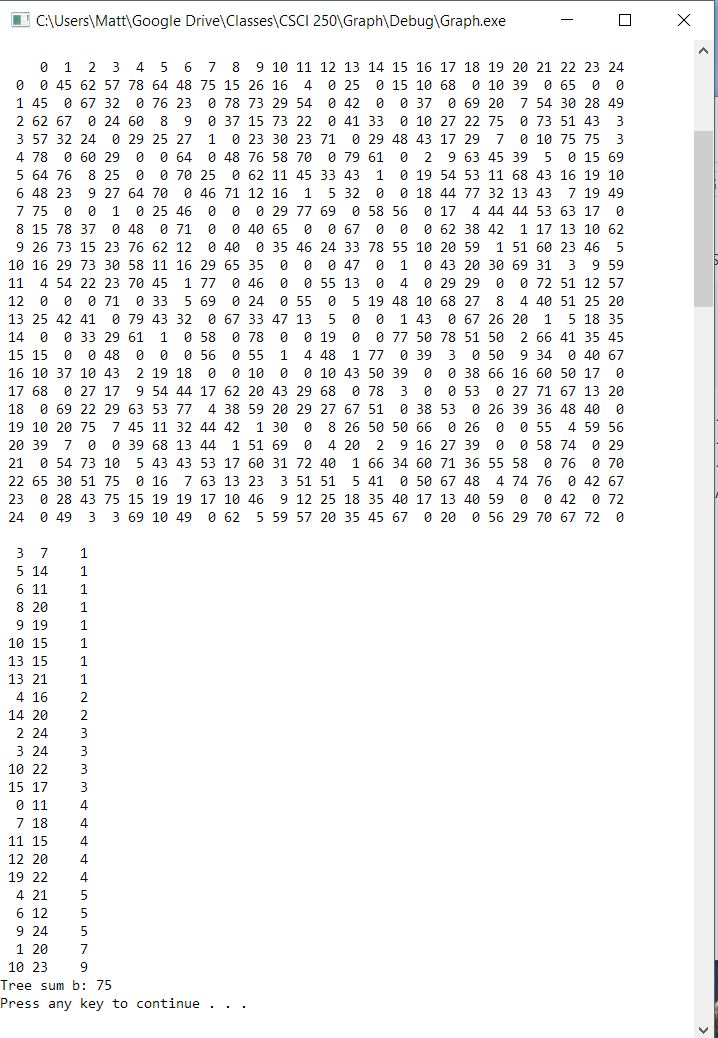 C:\Users\Matt\Google Drive\Classes\CSCI 250\Graph\Debug\Graph.exe
0 1 2 3 4 5 6 7 8 9 10 11 12 13 14 15 16 17 18 19 20 21 22 23 24
0 0 45 62 57 78 64 48 75 15 26 16 4 0 25 0 15 10 68 0 10 39 0 65 0 0
1 45 0 67 32 0 76 23 0 78 73 29 54 0 42 0 0 37 0 69 20 7 54 30 28 49
2 62 67 0 24 60 8 9 0 37 15 73 22 0 41 33 0 10 27 22 75 0 73 51 43 3
3 57 32 24 0 29 25 27 1 0 23 30 23 71 0 29 48 43 17 29 7 0 10 75 75 3
4 78 0 60 29 0 0 64 0 48 76 58 70 0 79 61 0 2 9 63 45 39 5 0 15 69
5 64 76 8 25 0 0 70 25 0 62 11 45 33 43 1 0 19 54 53 11 68 43 16 19 10
6 48 23 9 27 64 70 0 46 71 12 16 1 5 32 0 0 18 44 77 32 13 43 7 19 49
7 75 0 0 1 0 25 46 0 0 0 29 77 69 0 58 56 0 17 4 44 44 53 63 17 0
8 15 78 37 0 48 0 71 0 0 40 65 0 0 67 0 0 0 62 38 42 1 17 13 10 62
9 26 73 15 23 76 62 12 0 40 0 35 46 24 33 78 55 10 20 59 1 51 60 23 46 5
10 16 29 73 30 58 11 16 29 65 35 0 0 0 47 0 1 0 43 20 30 69 31 3 9 59
11 4 54 22 23 70 45 1 77 0 46 0 0 55 13 0 4 0 29 29 0 0 72 51 12 57
12 0 0 0 71 0 33 5 69 0 24 0 55 0 5 19 48 10 68 27 8 4 40 51 25 20
13 25 42 41 0 79 43 32 0 67 33 47 13 5 0 0 1 43 0 67 26 20 1 5 18 35
14 0 0 33 29 61 1 0 58 0 78 0 0 19 0 0 77 50 78 51 50 2 66 41 35 45
15 15 0 0 48 0 0 0 56 0 55 1 4 48 1 77 0 39 3 0 50 9 34 0 40 67
16 10 37 10 43 2 19 18 0 0 10 0 0 10 43 50 39 0 0 38 66 16 60 50 17 0
17 68 0 27 17 9 54 44 17 62 20 43 29 68 0 78 3 0 0 53 0 27 71 67 13 20
18 0 69 22 29 63 53 77 4 38 59 20 29 27 67 51 0 38 53 0 26 39 36 48 40 0
19 10 20 75 7 45 11 32 44 42 1 30 0 8 26 50 50 66 0 26 0 0 55 4 59 56
20 39 7 0 0 39 68 13 44 1 51 69 0 4 20 2 9 16 27 39 0 0 58 74 0 29
21 0 54 73 10 5 43 43 53 17 60 31 72 40 1 66 34 60 71 36 55 58 0 76 0 70
22 65 30 51 75 0 16 7 63 13 23 3 51 51 5 41 0 50 67 48 4 74 76 0 42 67
23 0 28 43 75 15 19 19 17 10 46 9 12 25 18 35 40 17 13 40 59 0 0 42 0 72
24 0 49 3 3 69 10 49 0 62 5 59 57 20 35 45 67 0 20 0 56 29 70 67 72 0
3 7 1
5 14 1
6 11 1
8 20 1
9 19 1
10 15 1
13 15 1
13 21 1
4 16 2
14 20 2
2 24 3
3 24 3
10 22 3
15 17 3
0 11 4
7 18 4
11 15 4
12 20 4
19 22 4
4 21 5
6 12 5
9 24 5
1 20 7
10 23 9
Tree sum b: 75
Press any key to continue . . .